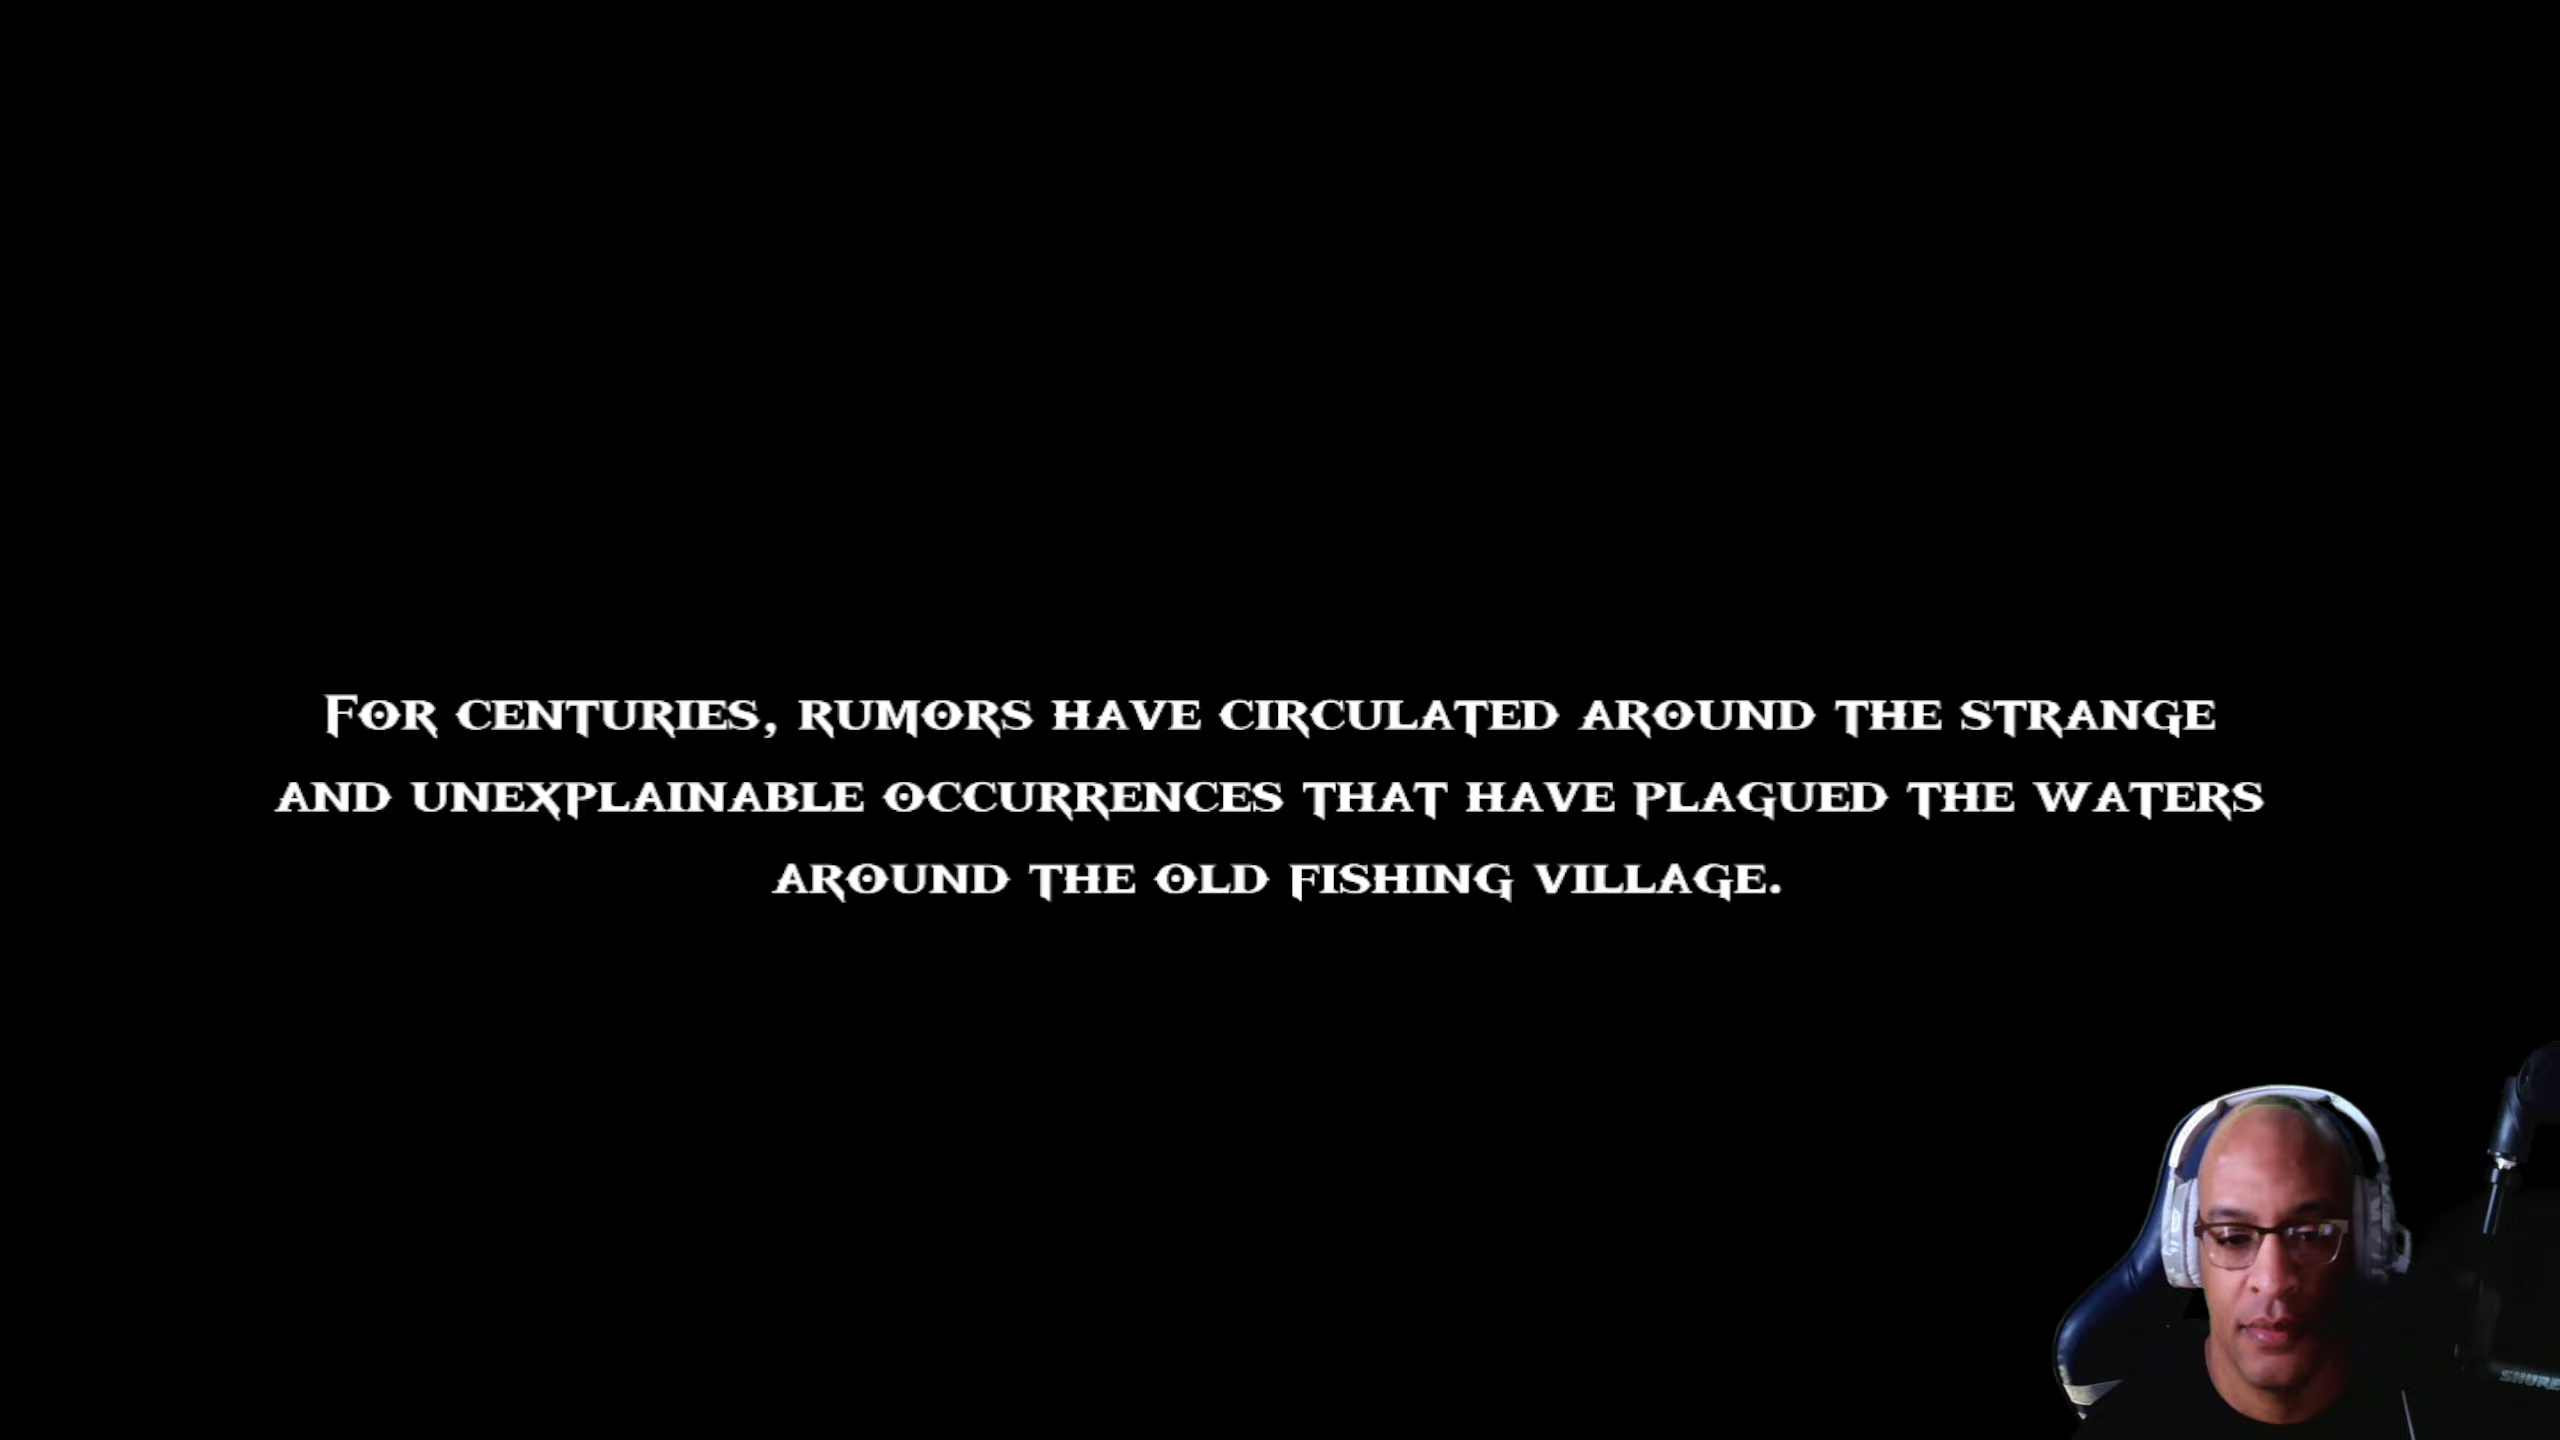 For centuries, rumors have circulated around the strange
and unexplainable occurrences that have plagued the waters
around the old fishing village.
SHURE